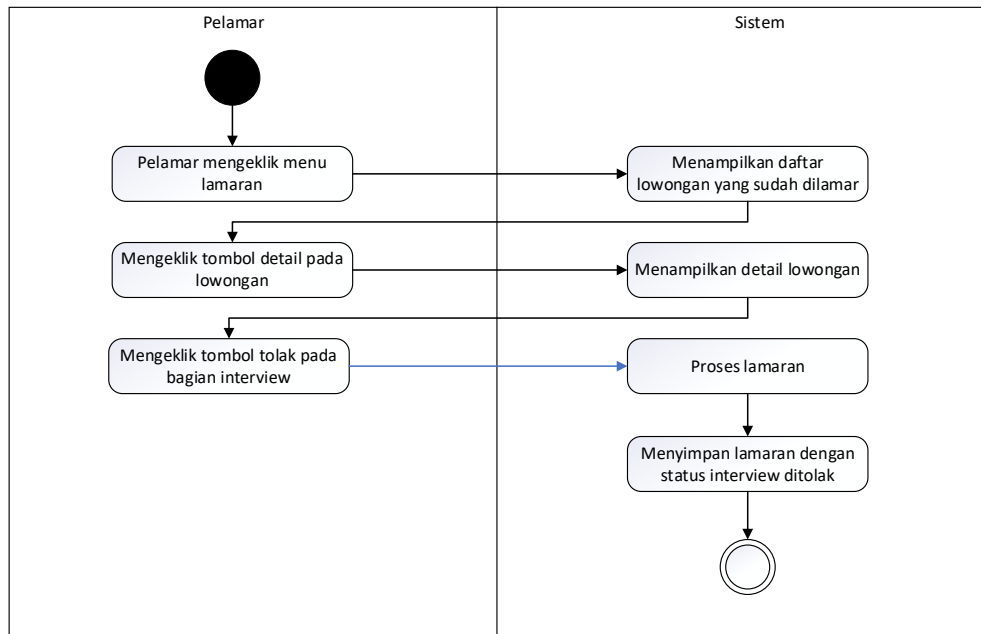 Pelamar
Sistem
Pelamar mengeklik menu
lamaran
Menampilkan daftar
lowongan yang sudah dilamar
Mengeklik tombol detail pada
lowongan
Menampilkan detail lowongan
Mengeklik tombol tolak pada
bagian interview
Proses lamaran
Menyimpan lamaran dengan
status interview ditolak